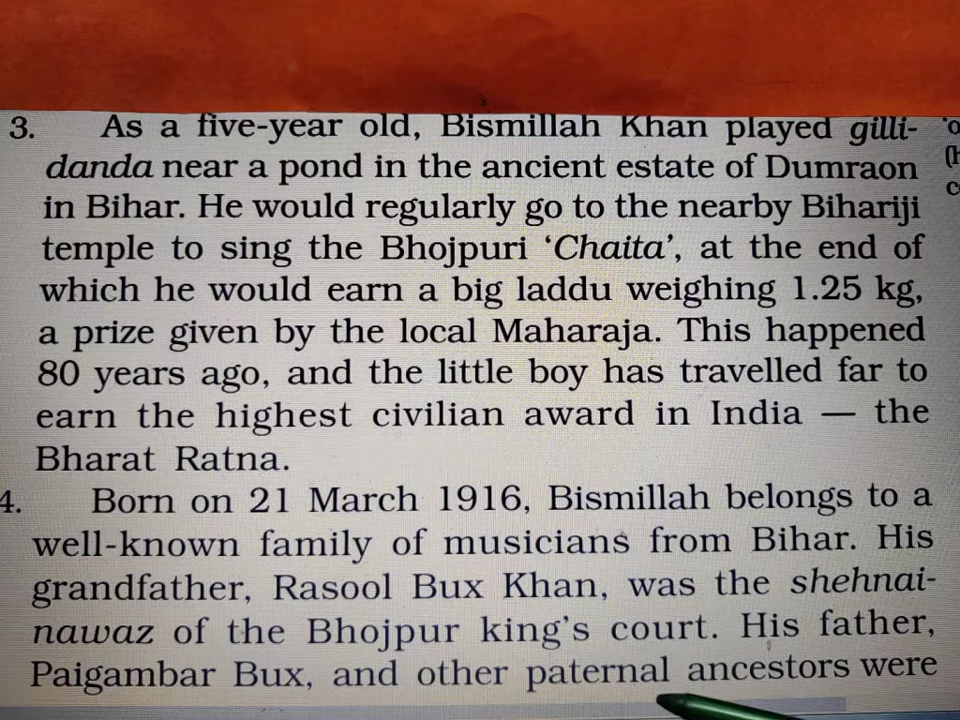 3. As a five-year old, Bismillah Khan played gilli-
danda near a pond in the ancient estate of Dumraon
in Bihar. He would regularly go to the nearby Bihariji
temple to sing the Bhojpuri ‘Chaita’, at the end of
which he would earn a big laddu weighing 1.25 kg,
a prize given by the local Maharaja. This happened
80 years ago, and the little boy has travelled far to
earn the highest civilian award in India — the
Bharat Ratna.
4. Born on 21 March 1916, Bismillah belongs to a
well-known family of musicians from Bihar. His
grandfather, Rasool Bux Khan, was the shehnai-
nawaz of the Bhojpur king’s court. His father,
Paigambar Bux, and other paternal ancestors were